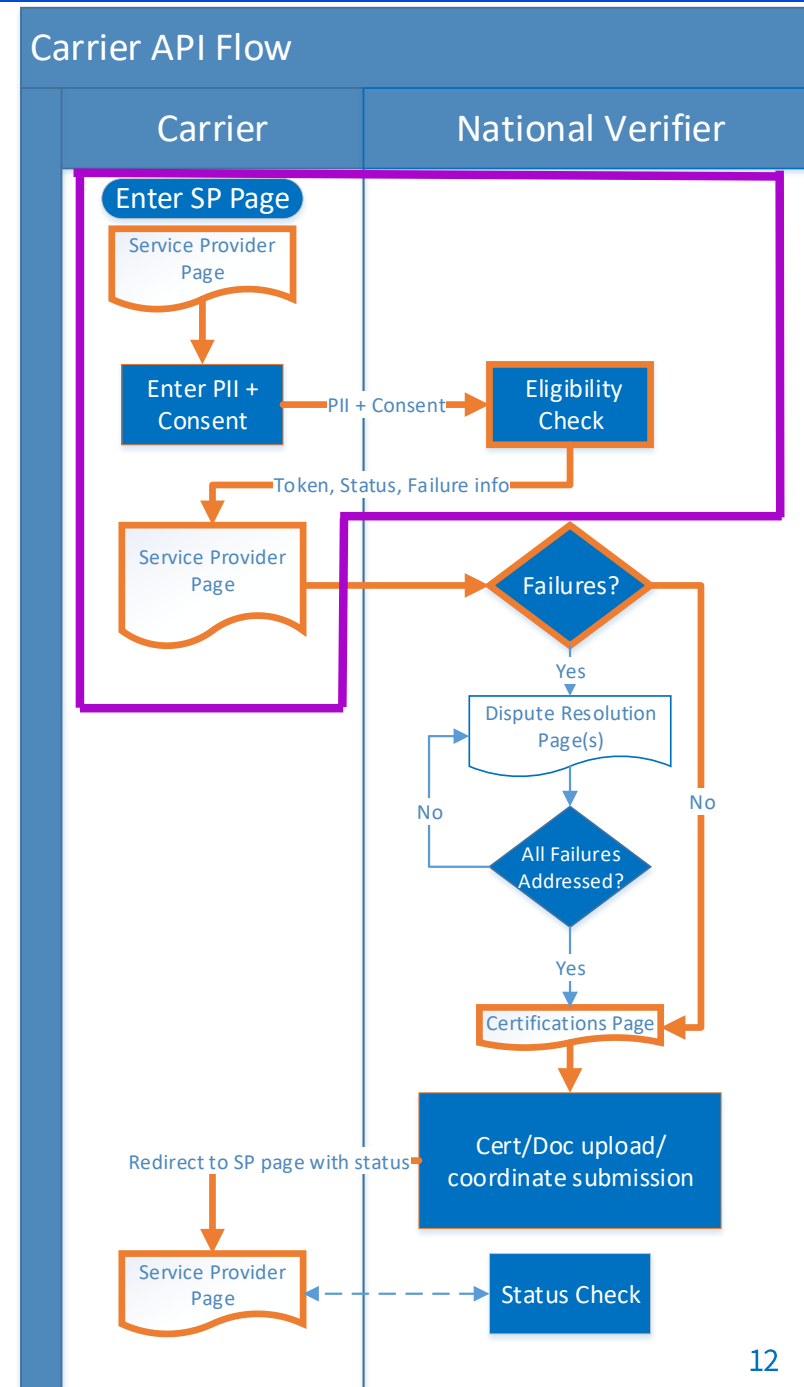 Carrier API Flow
Carrier
National Verifier
Enter SP Page
Service Provider
Page
Enter PII +
Consent
PII + Consent
Eligibility
Check
Token, Status, Failure info
Service Provider
Page
Failures?
Yes
No
Dispute Resolution
Page(s)
No
All Failures
Addressed?
Yes
Certifications Page
Cert/Doc upload/
coordinate submission
Redirect to SP page with status
Service Provider
Page
Status Check
12